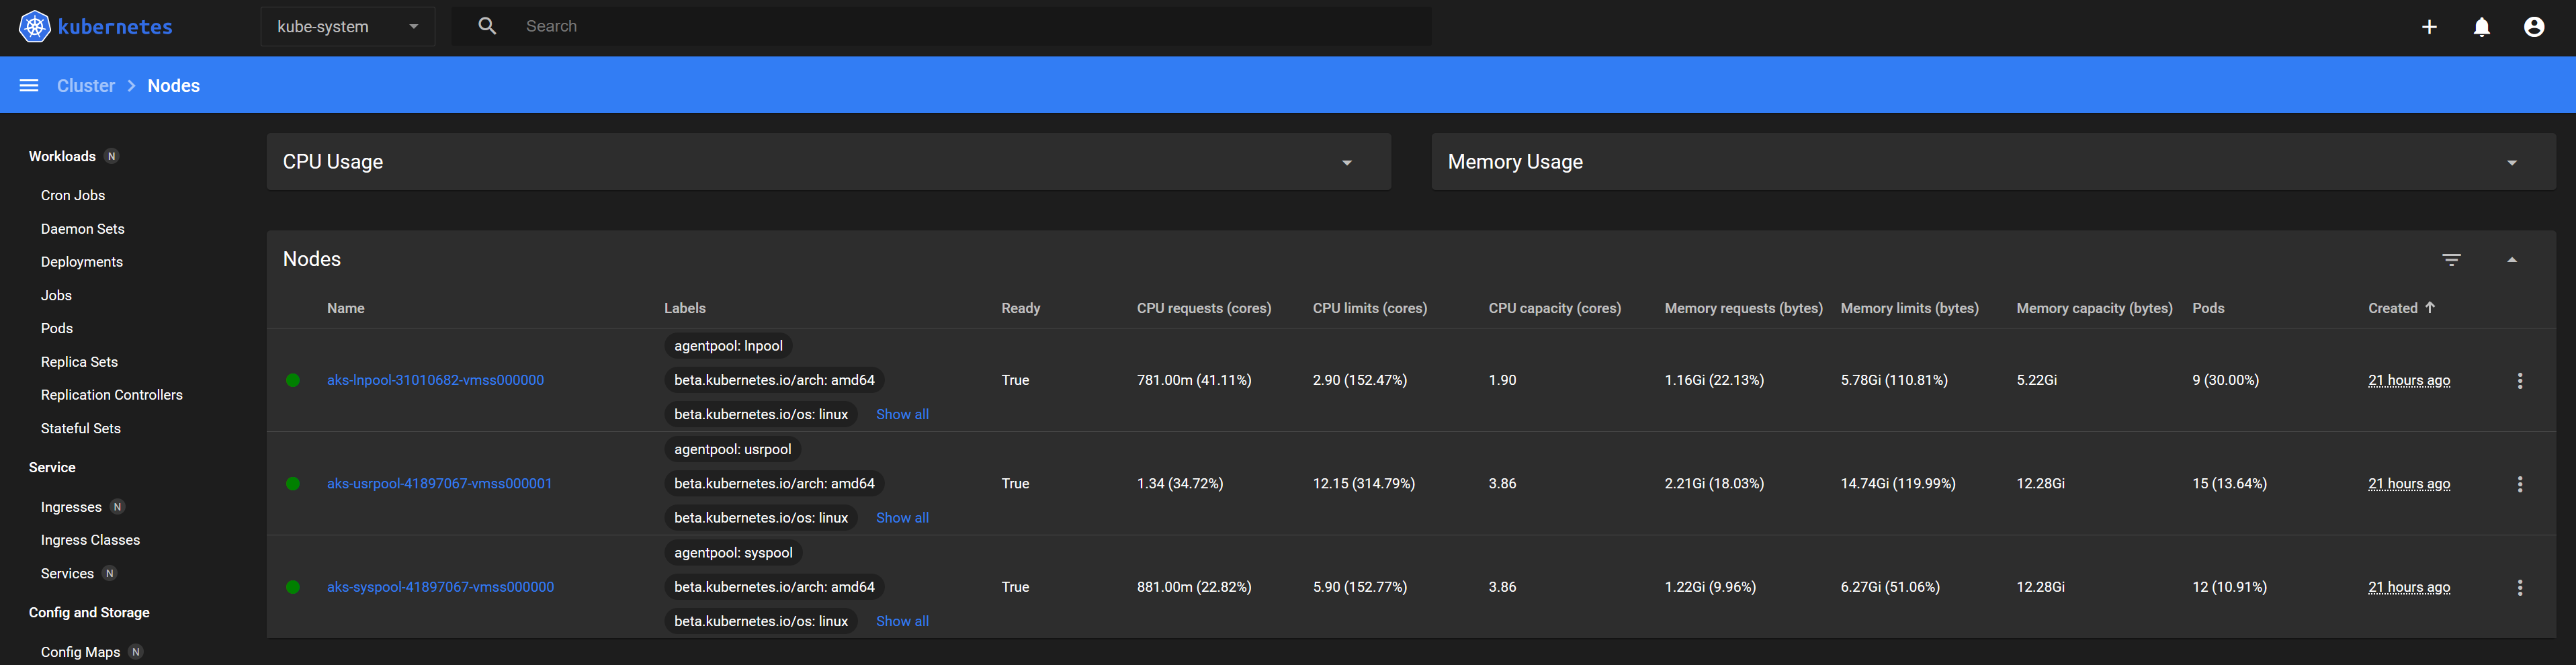 kubernetes
kube-system
Search
Cluster > Nodes
Workloads N
Cron Jobs
Daemon Sets
Deployments
Jobs
Pods
Replica Sets
Replication Controllers
Stateful Sets
Service
Ingresses N
Ingress Classes
Services N
Config and Storage
Config Maps N
CPU Usage
Memory Usage
Nodes
Name Labels Ready CPU requests (cores) CPU limits (cores) CPU capacity (cores) Memory requests (bytes) Memory limits (bytes) Memory capacity (bytes) Pods Created ↑
agentpool: lnpool
aks-lnpool-31010682-vmss000000 beta.kubernetes.io/arch: amd64 True 781.00m (41.11%) 2.90 (152.47%) 1.90 1.16Gi (22.13%) 5.78Gi (110.81%) 5.22Gi 9 (30.00%) 21 hours ago
beta.kubernetes.io/os: linux Show all
agentpool: usrpool
aks-usrpool-41897067-vmss000001 beta.kubernetes.io/arch: amd64 True 1.34 (34.72%) 12.15 (314.79%) 3.86 2.21Gi (18.03%) 14.74Gi (119.99%) 12.28Gi 15 (13.64%) 21 hours ago
beta.kubernetes.io/os: linux Show all
agentpool: syspool
aks-syspool-41897067-vmss000000 beta.kubernetes.io/arch: amd64 True 881.00m (22.82%) 5.90 (152.77%) 3.86 1.22Gi (9.96%) 6.27Gi (51.06%) 12.28Gi 12 (10.91%) 21 hours ago
beta.kubernetes.io/os: linux Show all